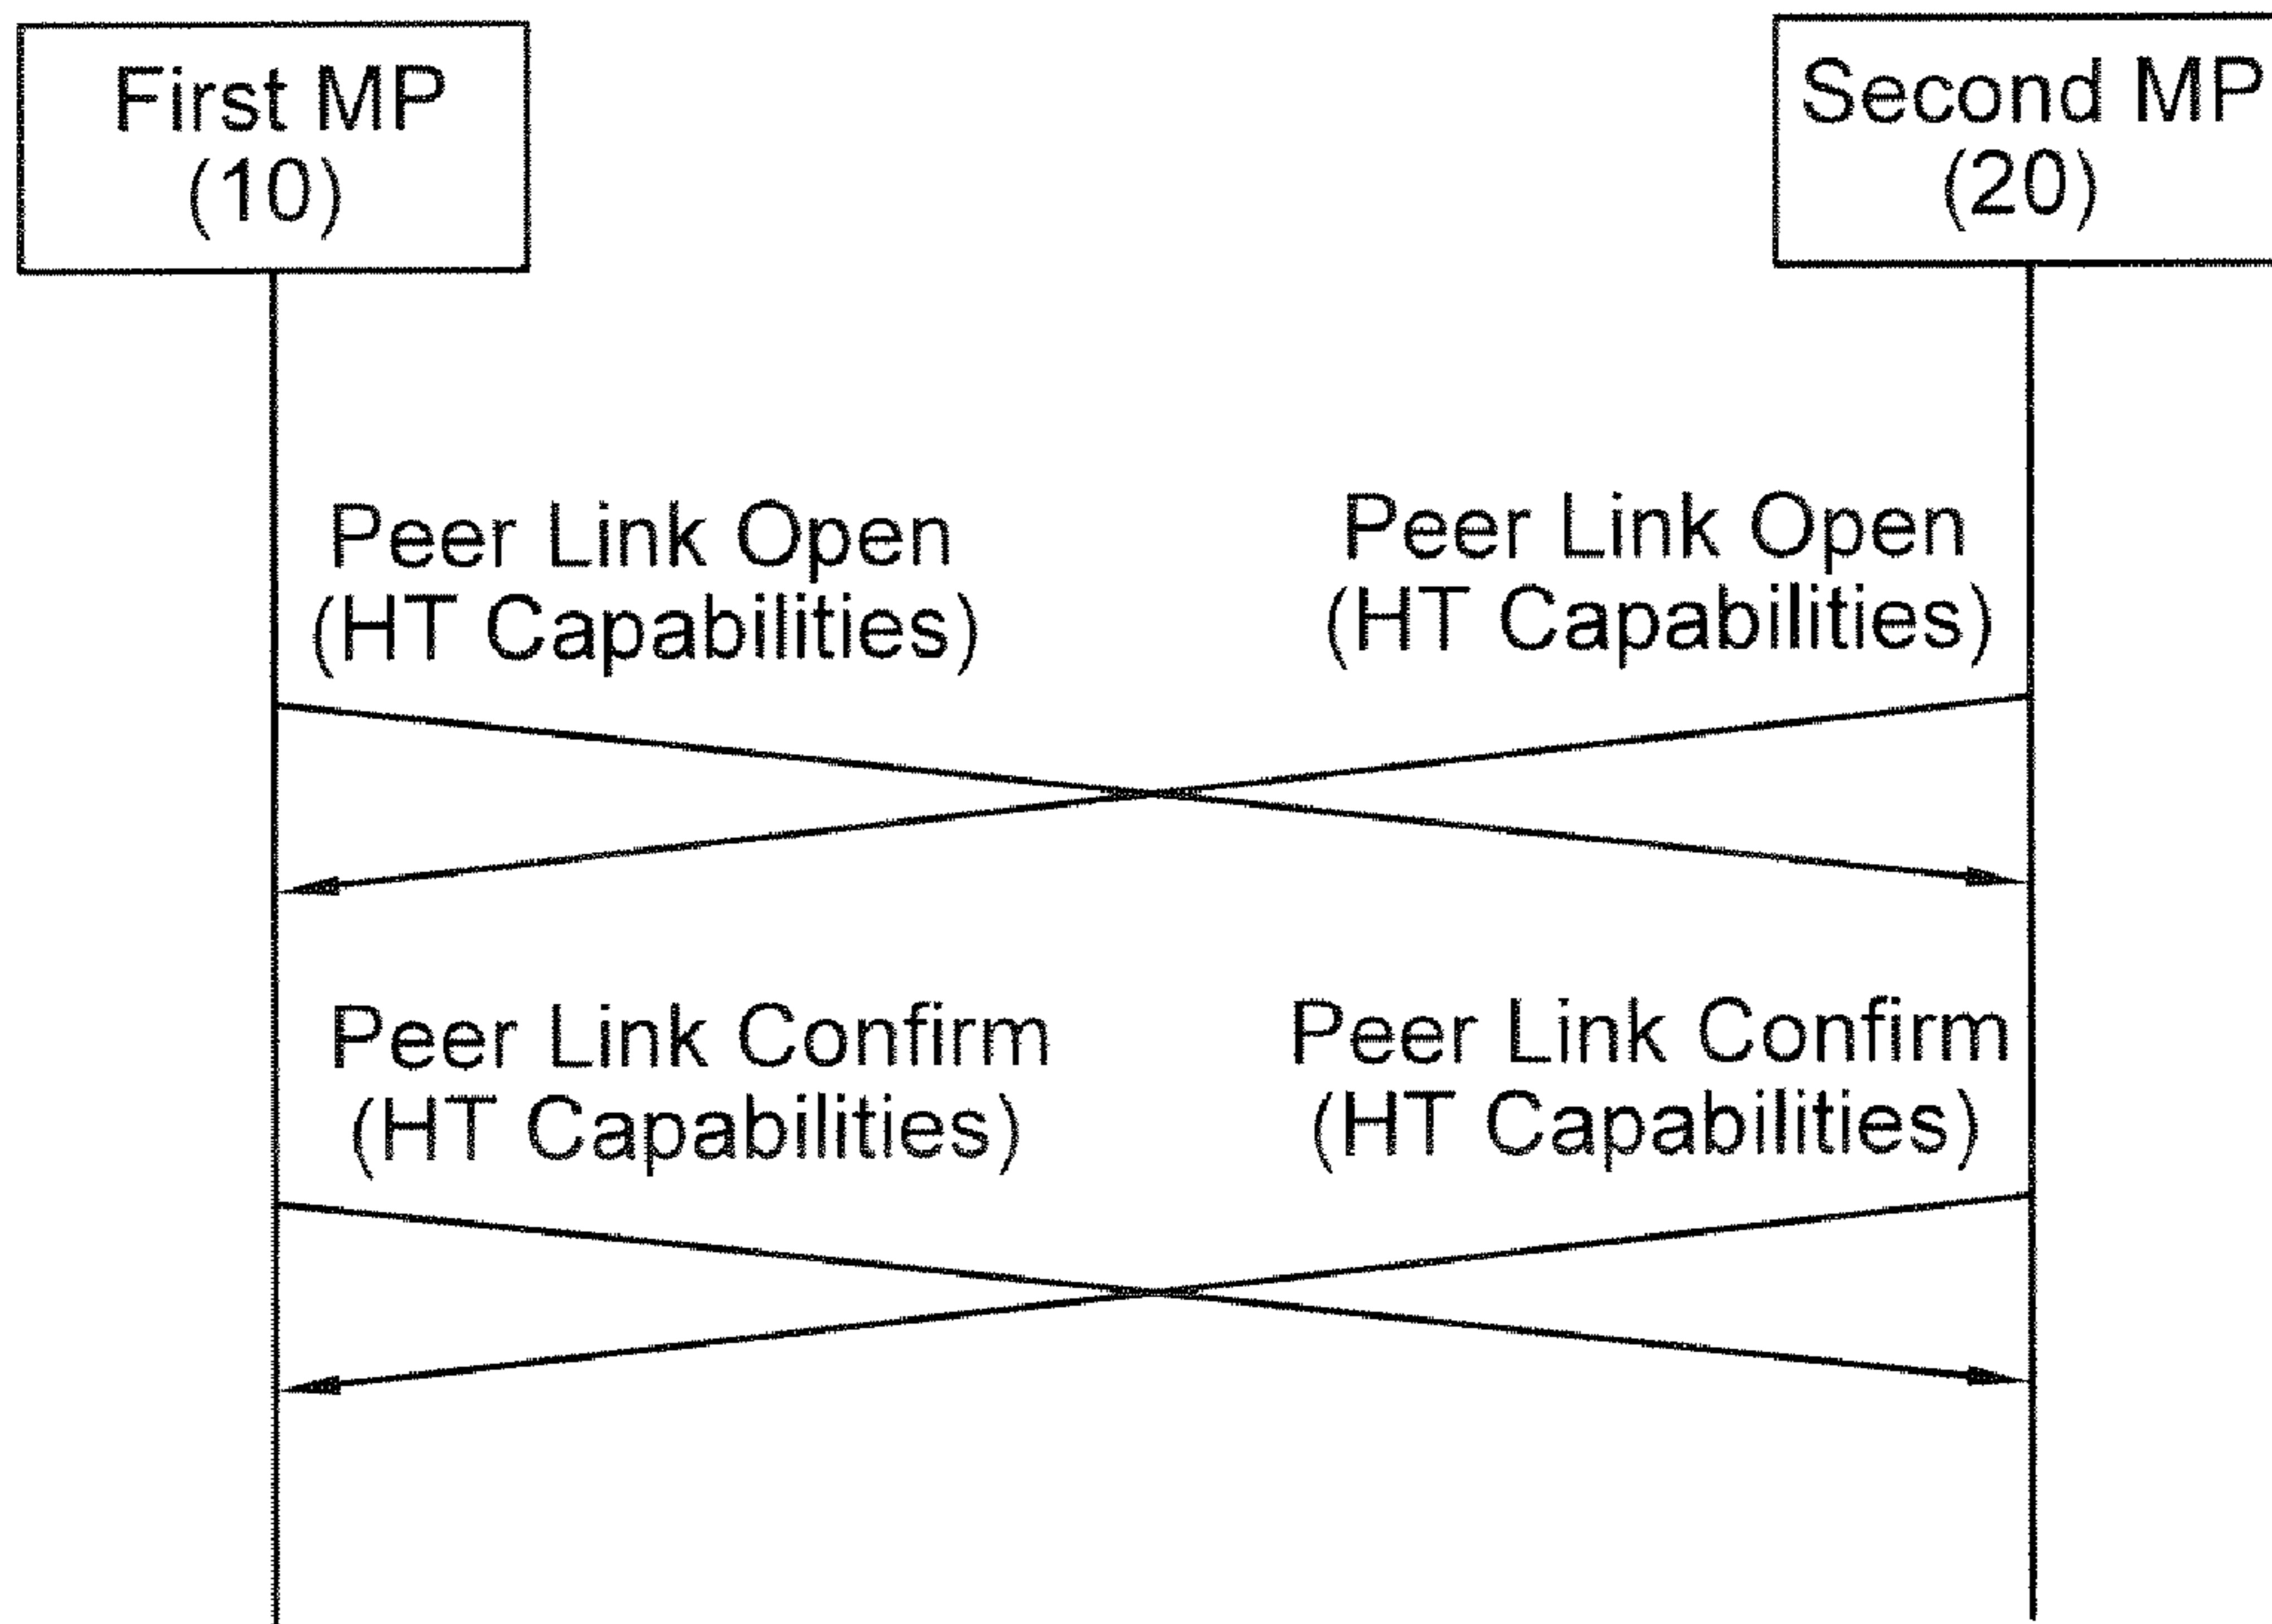 First MP
(10)
Second MP
(20)
Peer Link Open
(HT Capabilities)
Peer Link Open
(HT Capabilities)
Peer Link Confirm
(HT Capabilities)
Peer Link Confirm
(HT Capabilities)